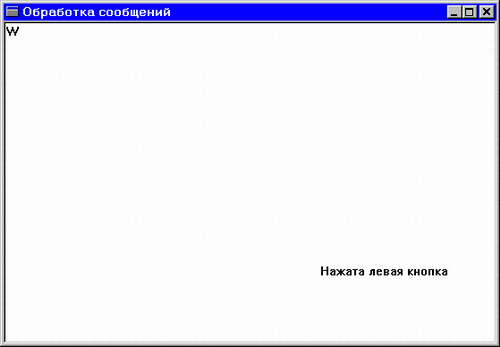 Обработка сообщений
W
Нажата левая кнопка